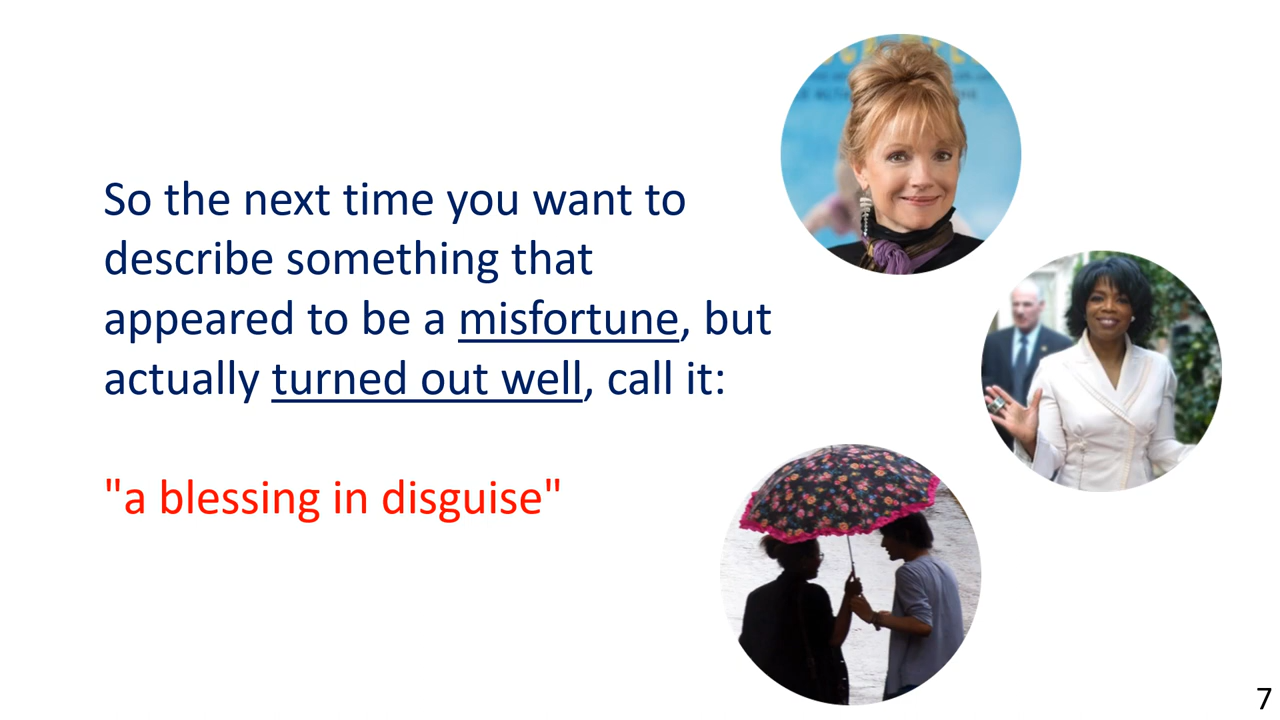 So the next time you want to
describe something that
appeared to be a misfortune, but
actually turned out well, call it:
"a blessing in disguise"
7